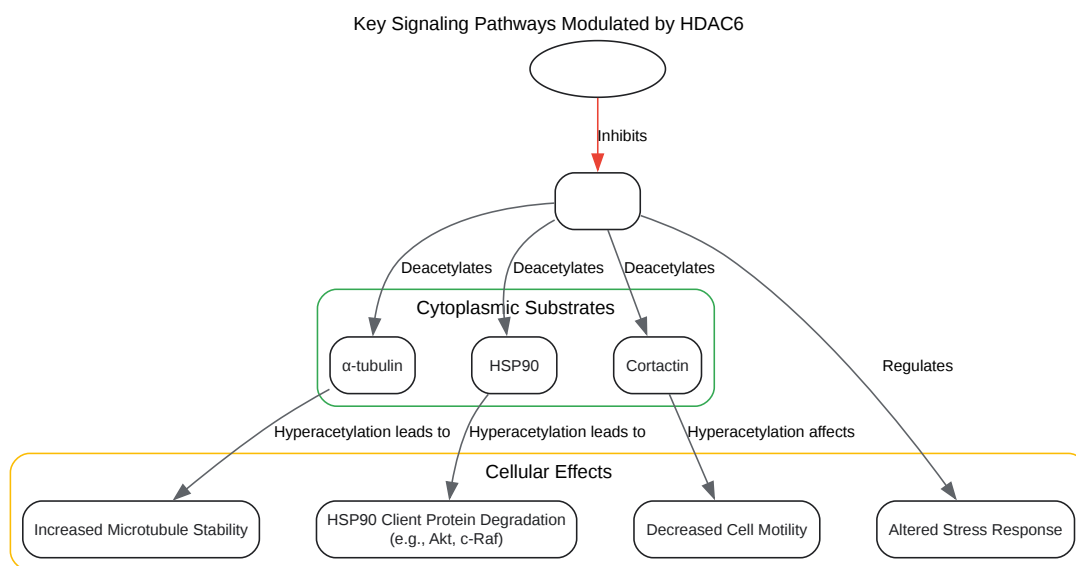 Key Signaling Pathways Modulated by HDAC6
Inhibits
Deacetylates
Deacetylates
Deacetylates
Cytoplasmic Substrates
α-tubulin
HSP90
Cortactin
Regulates
Hyperacetylation leads to
Hyperacetylation leads to
Hyperacetylation affects
Cellular Effects
Increased Microtubule Stability
HSP90 Client Protein Degradation
(e.g., Akt, c-Raf)
Decreased Cell Motility
Altered Stress Response